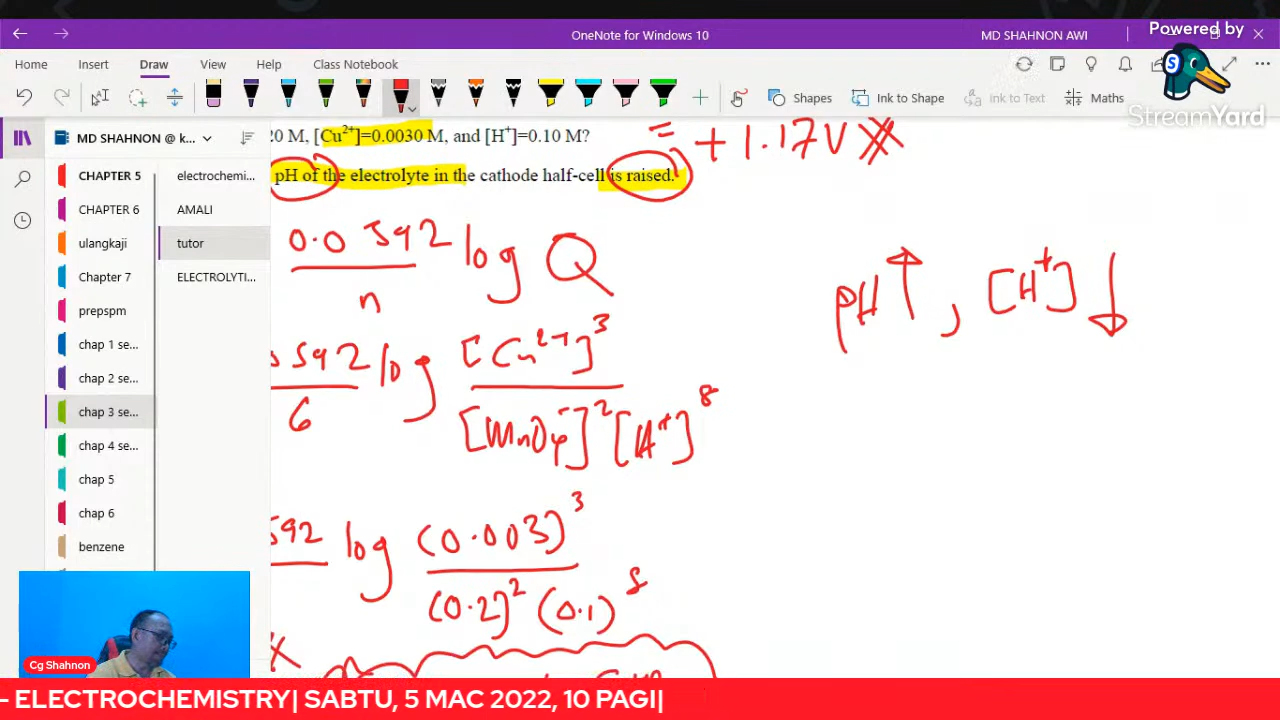 OneNote for Windows 10
MD SHAHNON AWI
Powered by
StreamYard
Home Insert Draw View Help Class Notebook
Shapes Ink to Shape Ink to Text Maths
MD SHAHNON @ k...
CHAPTER 5
CHAPTER 6
ulangkaji
Chapter 7
prepspm
chap 1 se...
chap 2 se...
chap 3 se...
chap 4 se...
chap 5
chap 6
benzene
electrochemi...
AMALI
tutor
ELECTROLYTI...
20 M, [Cu²⁺]=0.0030 M, and [H⁺]=0.10 M?
= +1.17V
pH of the electrolyte in the cathode half-cell is raised.
0.0592 log Q
n
pH ↑, [H⁺] ↓
0592 log [Cu²⁺]³
6 [MnO₄⁻]² [H⁺]⁸
592 log (0.003)³
(0.2)² (0.1)⁸
Cg Shahnon
- ELECTROCHEMISTRY| SABTU, 5 MAC 2022, 10 PAGI|